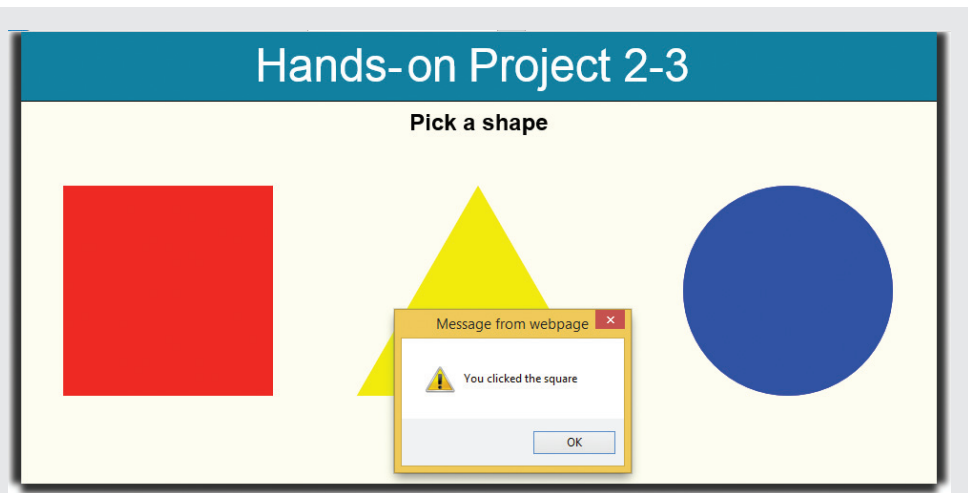 Hands-on Project 2-3
Pick a shape
Message from webpage
You clicked the square
OK